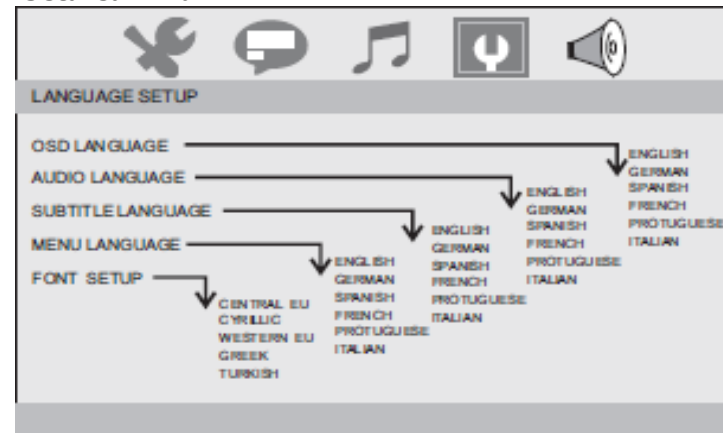 LANGUAGE SETUP
OSD LANGUAGE
AUDIO LANGUAGE
SUBTITLE LANGUAGE
MENU LANGUAGE
FONT SETUP
ENGLISH
GERMAN
SPANISH
FRENCH
PROTUGUESE
ITALIAN
ENGLISH
GERMAN
SPANISH
FRENCH
PROTUGUESE
ITALIAN
ENGLISH
GERMAN
SPANISH
FRENCH
PROTUGUESE
ITALIAN
ENGLISH
GERMAN
SPANISH
FRENCH
PROTUGUESE
ITALIAN
CENTRAL EU
CYRILLIC
WESTERN EU
GREEK
TURKISH